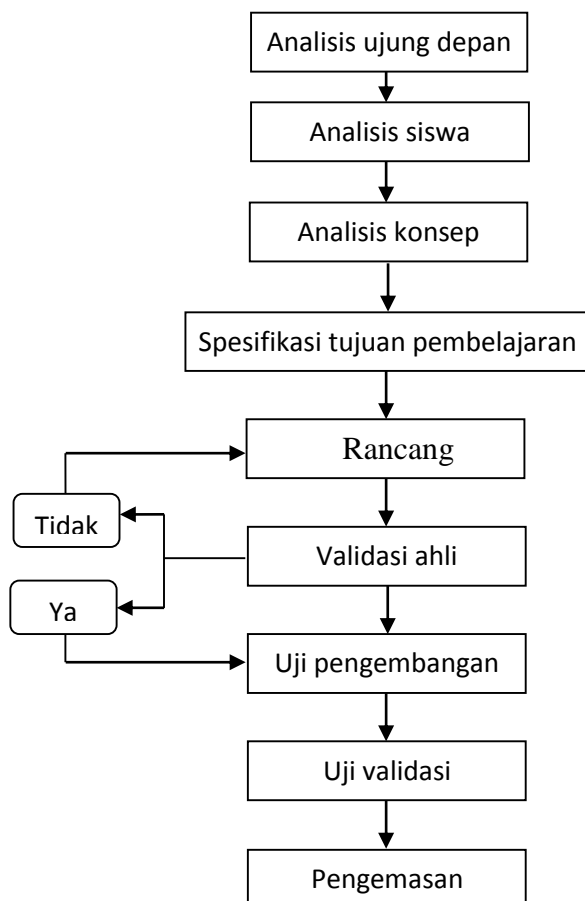 Analisis ujung depan
Analisis siswa
Analisis konsep
Spesifikasi tujuan pembelajaran
Rancang
Tidak
Validasi ahli
Ya
Uji pengembangan
Uji validasi
Pengemasan